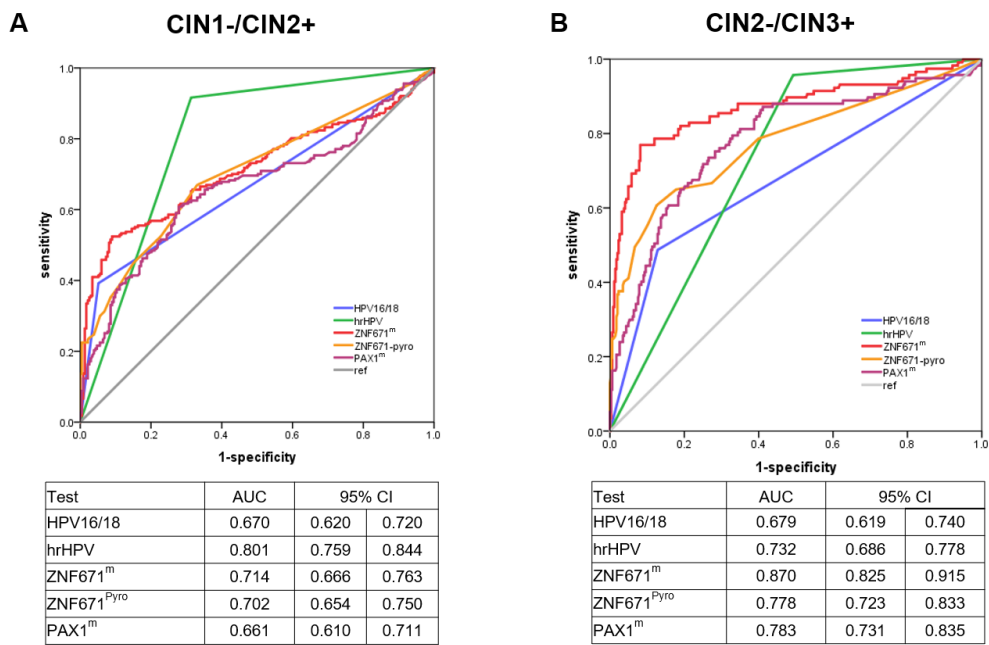 A
CIN1-/CIN2+
1.0
0.8
0.6
0.4
0.2
0.0
sensitivity
HPV16/18
hrHPV
ZNF671m
ZNF671-pyro
PAX1m
ref
0.0 0.2 0.4 0.6 0.8 1.0
1-specificity
Test AUC 95% CI
HPV16/18 0.670 0.620 0.720
hrHPV 0.801 0.759 0.844
ZNF671m 0.714 0.666 0.763
ZNF671Pyro 0.702 0.654 0.750
PAX1m 0.661 0.610 0.711
B
CIN2-/CIN3+
1.0
0.8
0.6
0.4
0.2
0.0
sensitivity
HPV16/18
hrHPV
ZNF671m
ZNF671-pyro
PAX1m
ref
0.0 0.2 0.4 0.6 0.8 1.0
1-specificity
Test AUC 95% CI
HPV16/18 0.679 0.619 0.740
hrHPV 0.732 0.686 0.778
ZNF671m 0.870 0.825 0.915
ZNF671Pyro 0.778 0.723 0.833
PAX1m 0.783 0.731 0.835